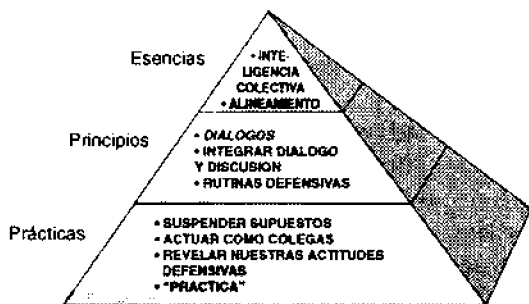 Esencias
• INTE-
LIGENCIA
COLECTIVA
• ALINEAMIENTO
Principios
• DIALOGOS
• INTEGRAR DIALOGO
Y DISCUSION
• RUTINAS DEFENSIVAS
Prácticas
• SUSPENDER SUPUESTOS
• ACTUAR COMO COLEGAS
• REVELAR NUESTRAS ACTITUDES
DEFENSIVAS
• "PRACTICA"